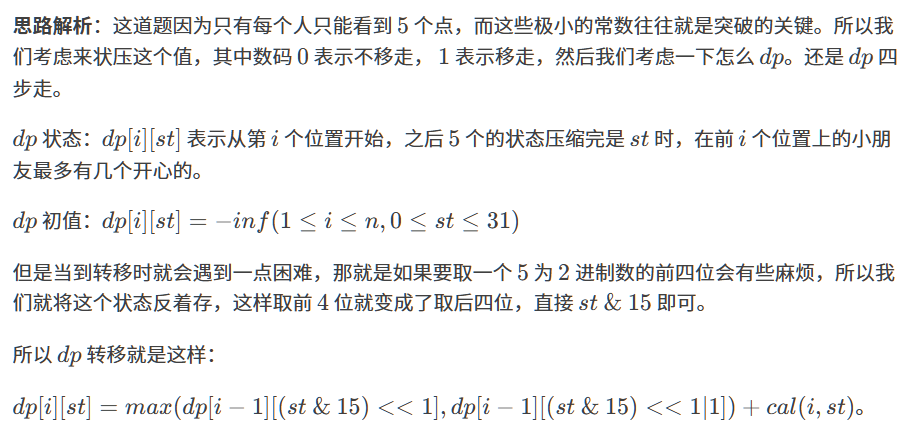 思路解析：这道题因为只有每个人只能看到 5 个点，而这些极小的常数往往就是突破的关键。所以我
们考虑来状压这个值，其中数码 0 表示不移走， 1 表示移走，然后我们考虑一下怎么 dp。还是 dp 四
步走。
dp 状态：dp[i][st] 表示从第 i 个位置开始，之后 5 个的状态压缩完是 st 时，在前 i 个位置上的小朋
友最多有几个开心的。
dp 初值：dp[i][st] = −inf(1 ≤ i ≤ n, 0 ≤ st ≤ 31)
但是当到转移时就会遇到一点困难，那就是如果要取一个 5 为 2 进制数的前四位会有些麻烦，所以我
们就将这个状态反着存，这样取前 4 位就变成了取后四位，直接 st & 15 即可。
所以 dp 转移就是这样：
dp[i][st] = max(dp[i − 1][(st & 15) << 1], dp[i − 1][(st & 15) << 1|1]) + cal(i, st)。